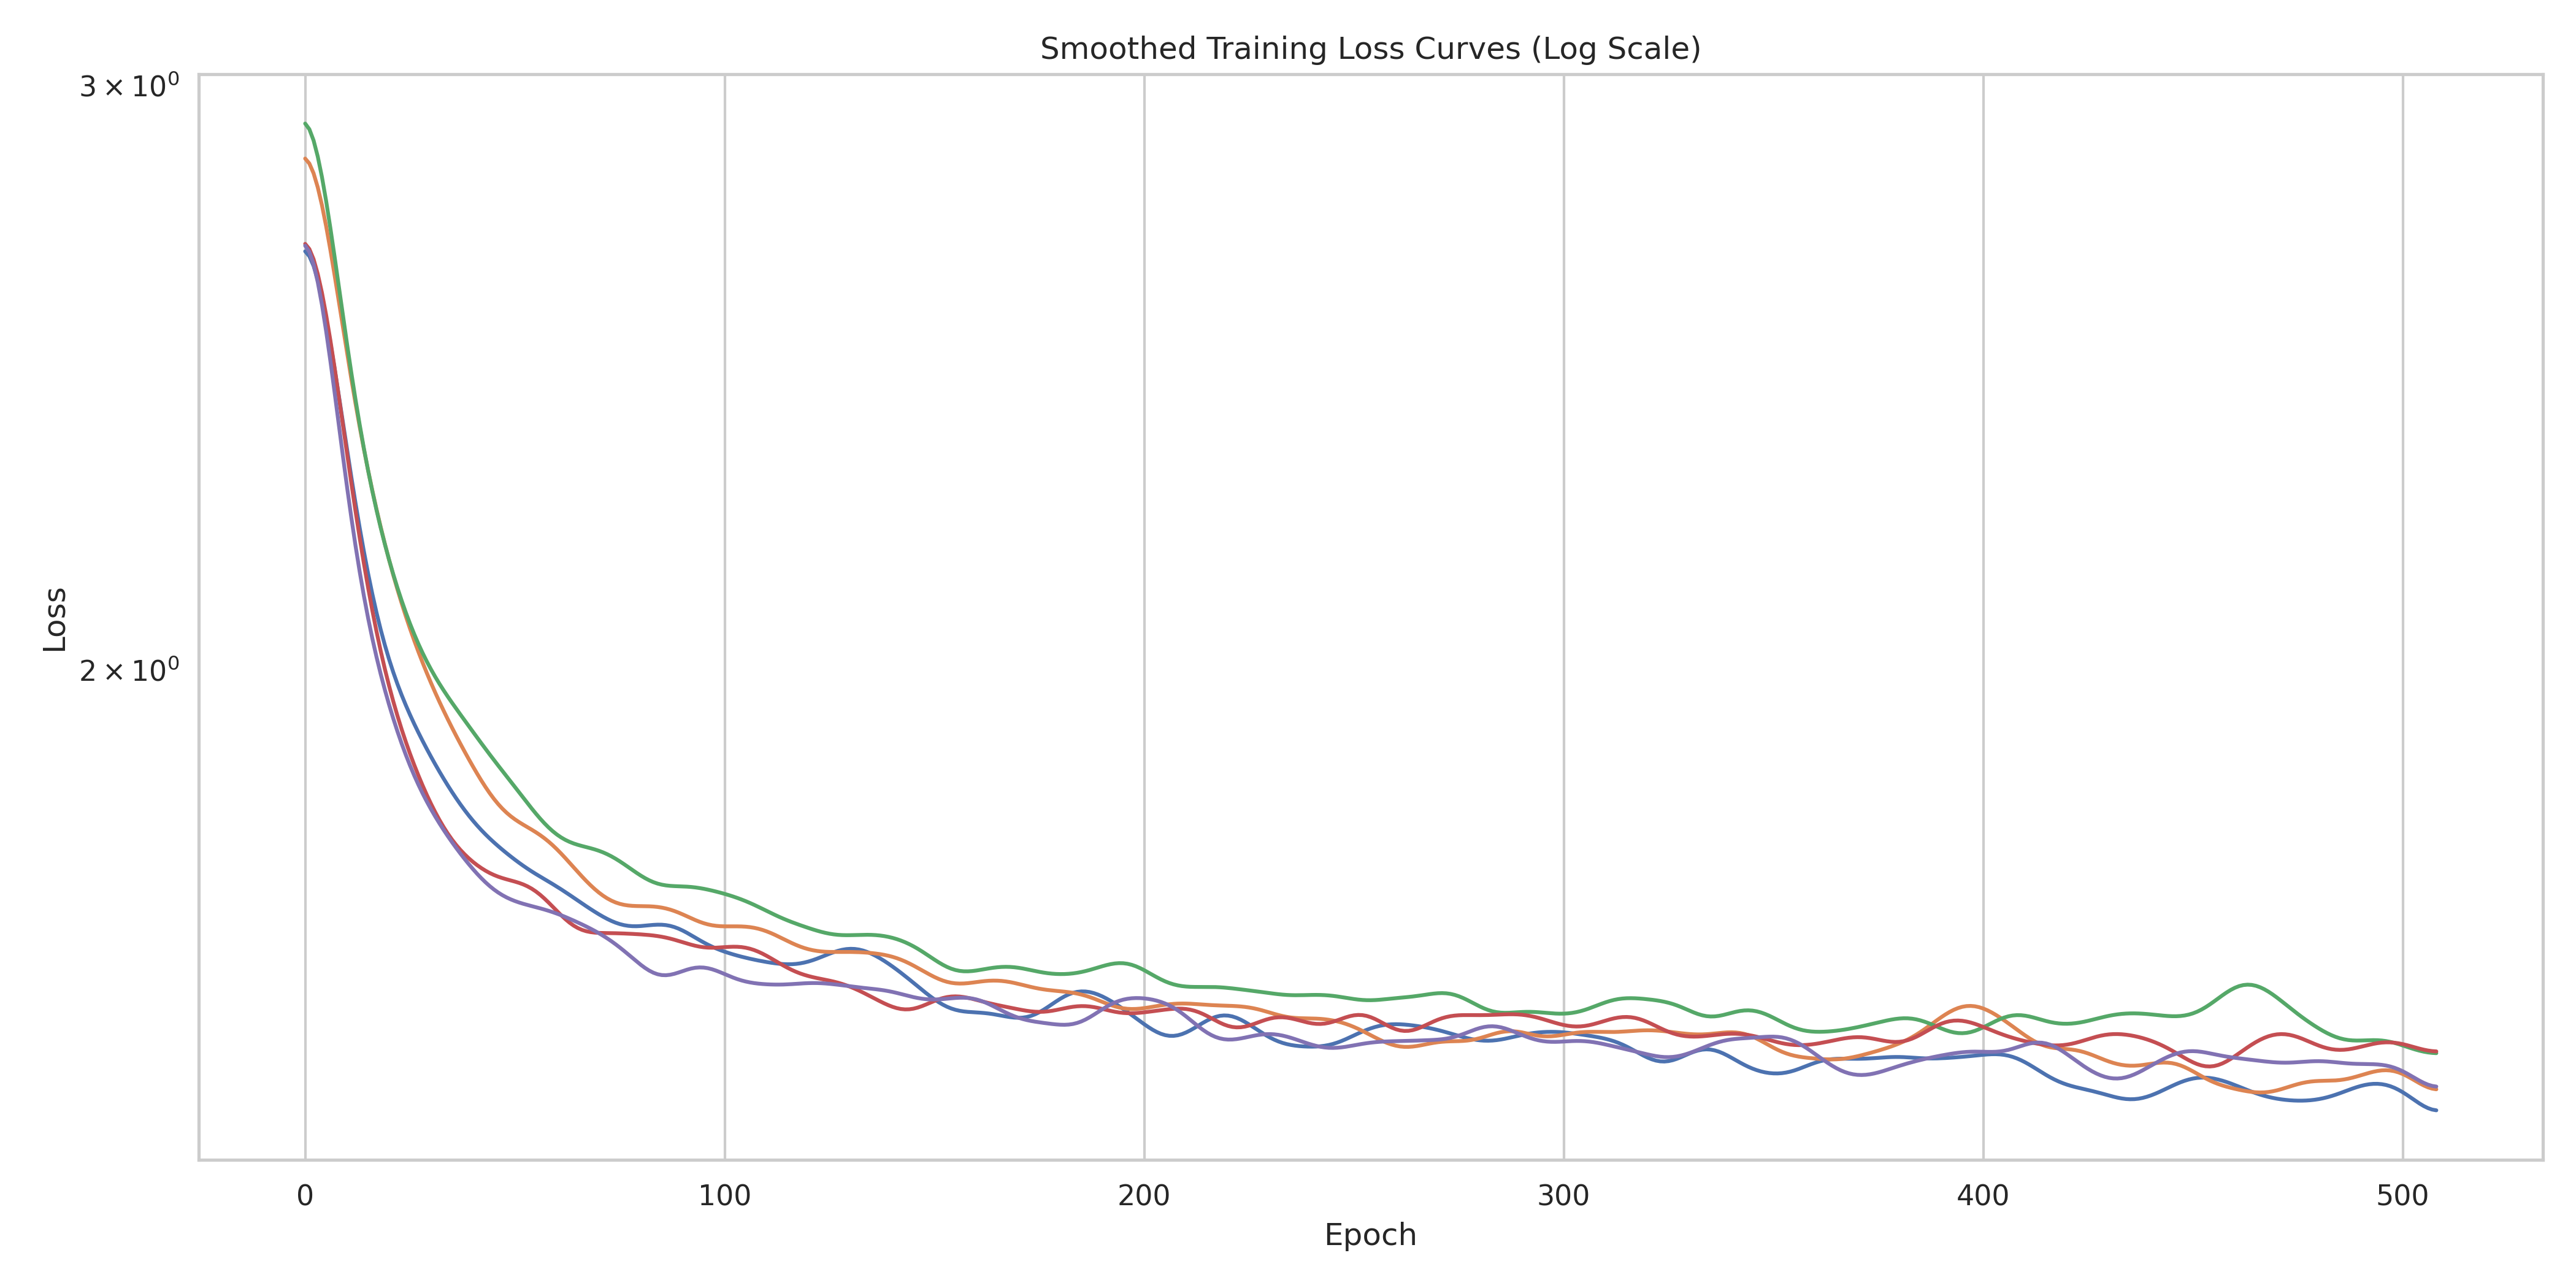 Smoothed Training Loss Curves (Log Scale)
3 × 10⁰
2 × 10⁰
Loss
0 100 200 300 400 500
Epoch